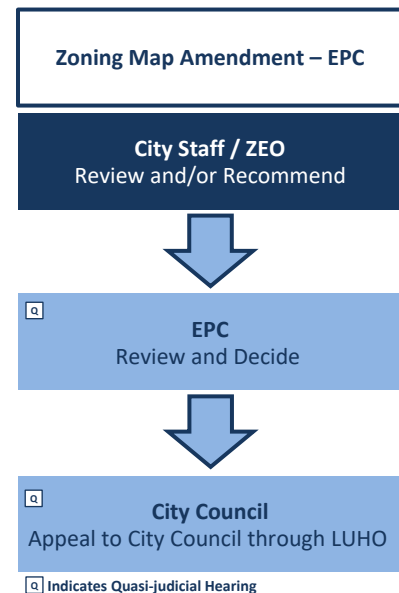 Zoning Map Amendment – EPC
City Staff / ZEO
Review and/or Recommend
Q
EPC
Review and Decide
Q
City Council
Appeal to City Council through LUHO
Q Indicates Quasi-judicial Hearing